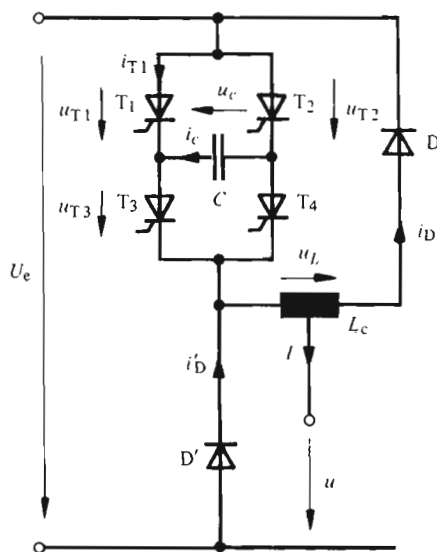 i_T1
u_T1
T1
u_c
T2
u_T2
D
i_c
C
u_T3
T3
T4
i_D
U_e
u_L
L_c
i'_D
I
D'
u